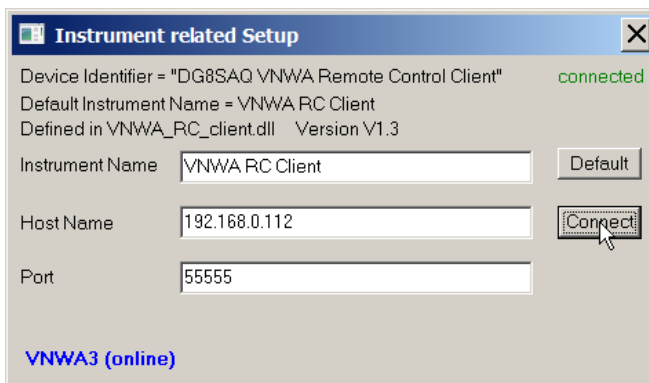 Instrument related Setup
Device Identifier = "DG8SAQ VNWA Remote Control Client" connected
Default Instrument Name = VNWA RC Client
Defined in VNWA_RC_client.dll Version V1.3
Instrument Name VNWA RC Client Default
Host Name 192.168.0.112 Connect
Port 55555
VNWA3 (online)